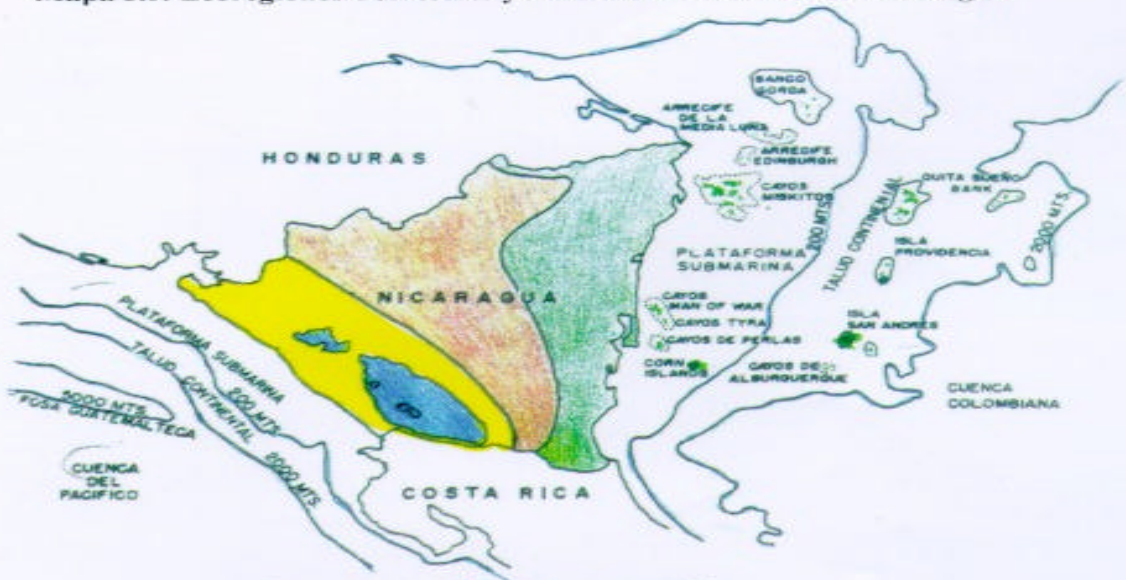 BANCO
GORDA
ARRECIFE
DE LA
MEDIA LUNA
ARRECIFE
EDINBURGH
HONDURAS
CAYOS
MISKITOS
QUITA SUEÑO
BANK
200 MTS.
TALUD CONTINENTAL
2000 MTS.
ISLA
PROVIDENCIA
PLATAFORMA
SUBMARINA
NICARAGUA
CAYOS
MAN OF WAR
CAYOS TYRA
CAYOS DE PERLAS
ISLA
SAN ANDRES
CORN
ISLANDS
CAYOS DE
ALBURGUERGUE
CUENCA
COLOMBIANA
PLATAFORMA SUBMARINA
200 MTS.
TALUD CONTINENTAL
2000 MTS.
FOSA GUATEMALTECA
CUENCA
DEL
PACIFICO
COSTA RICA